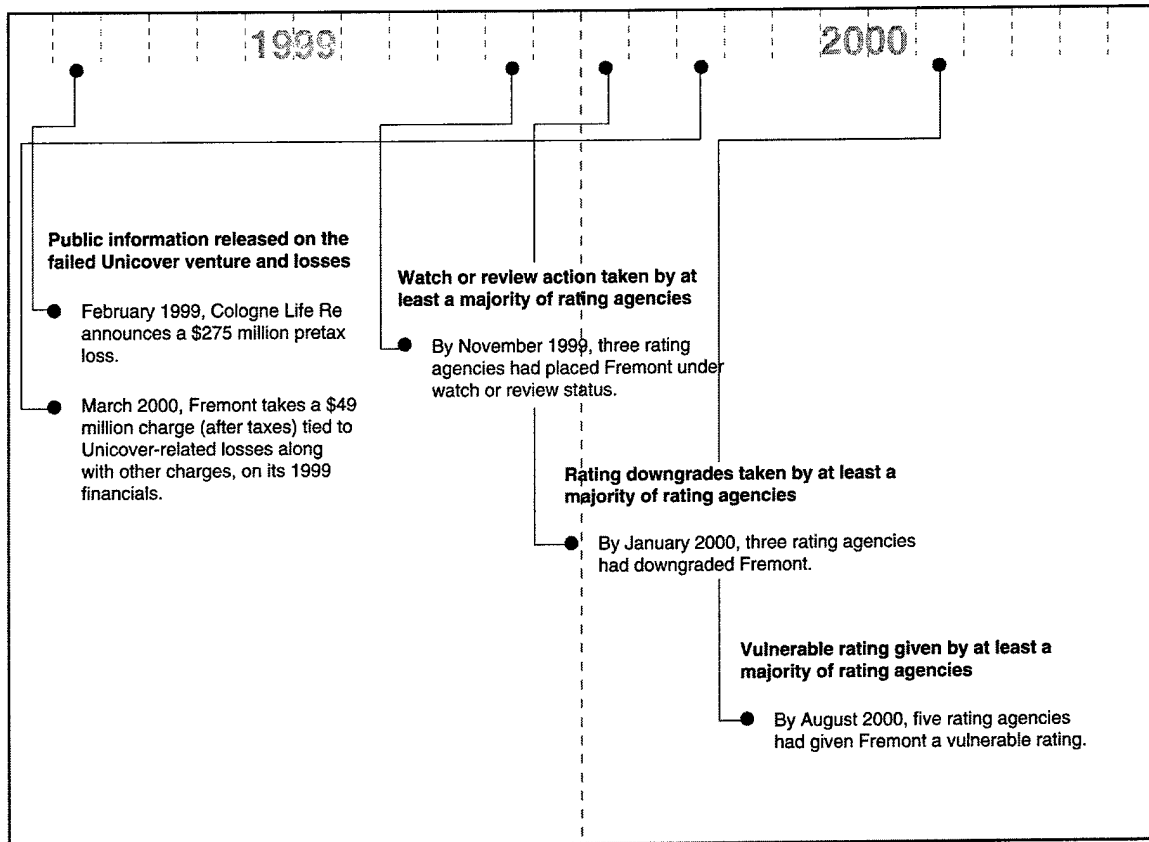 1999
2000
Public information released on the
failed Unicover venture and losses
February 1999, Cologne Life Re
announces a $275 million pretax
loss.
March 2000, Fremont takes a $49
million charge (after taxes) tied to
Unicover-related losses along
with other charges, on its 1999
financials.
Watch or review action taken by at
least a majority of rating agencies
By November 1999, three rating
agencies had placed Fremont under
watch or review status.
Rating downgrades taken by at least a
majority of rating agencies
By January 2000, three rating agencies
had downgraded Fremont.
Vulnerable rating given by at least a
majority of rating agencies
By August 2000, five rating agencies
had given Fremont a vulnerable rating.